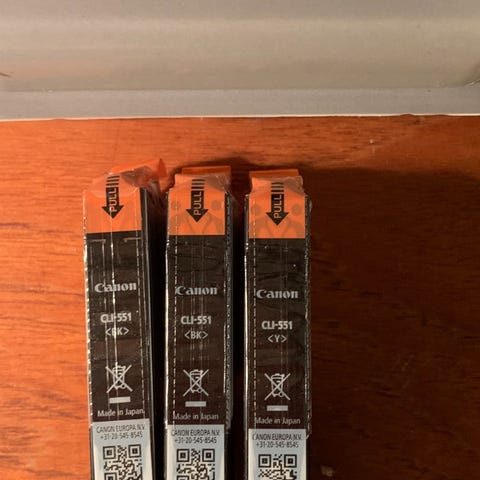 PULL
Canon
CLI-551
<BK>
Made in Japan
CANON EUROPA N.V.
+31-20-545-8545
PULL
Canon
CLI-551
<BK>
Made in Japan
CANON EUROPA N.V.
+31-20-545-8545
PULL
Canon
CLI-551
<Y>
Made in Japan
CANON EUROPA N.V.
+31-20-545-8545